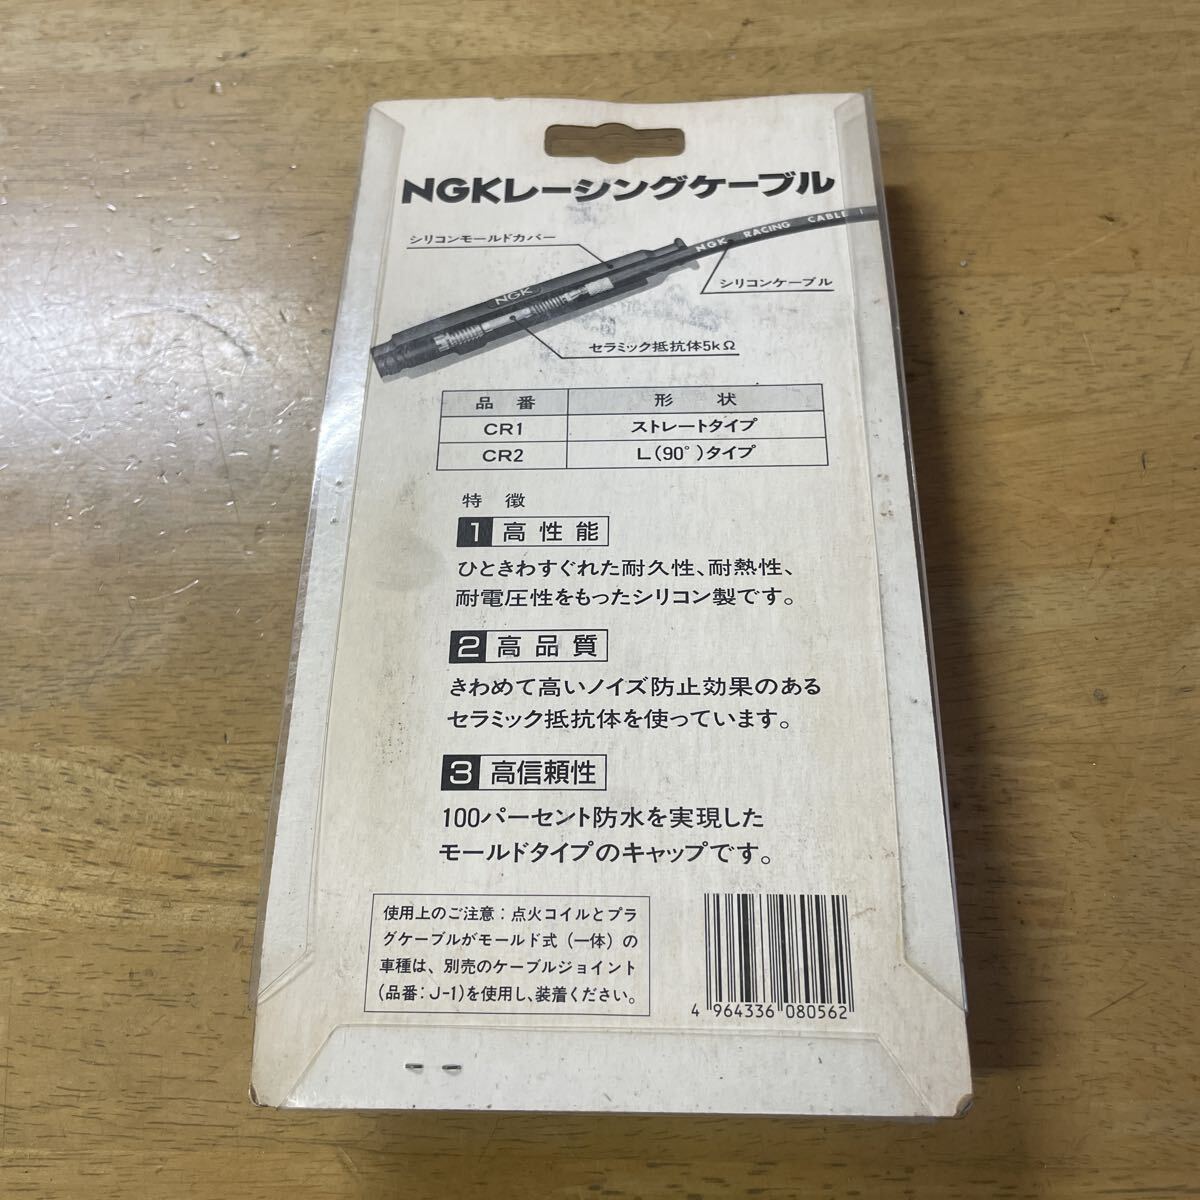 NGKレーシングケーブル
シリコンモールドカバー
NGK RACING CABLE
シリコンケーブル
NGK
セラミック抵抗体5kΩ
品番 形状
CR1 ストレートタイプ
CR2 L(90°)タイプ
特徴
1 高性能
ひときわすぐれた耐久性、耐熱性、
耐電圧性をもったシリコン製です。
2 高品質
きわめて高いノイズ防止効果のある
セラミック抵抗体を使っています。
3 高信頼性
100パーセント防水を実現した
モールドタイプのキャップです。
使用上のご注意:点火コイルとプラ
グケーブルがモールド式(一体)の
車種は、別売のケーブルジョイント
(品番:J-1)を使用し、装着ください。
4 964336 080562